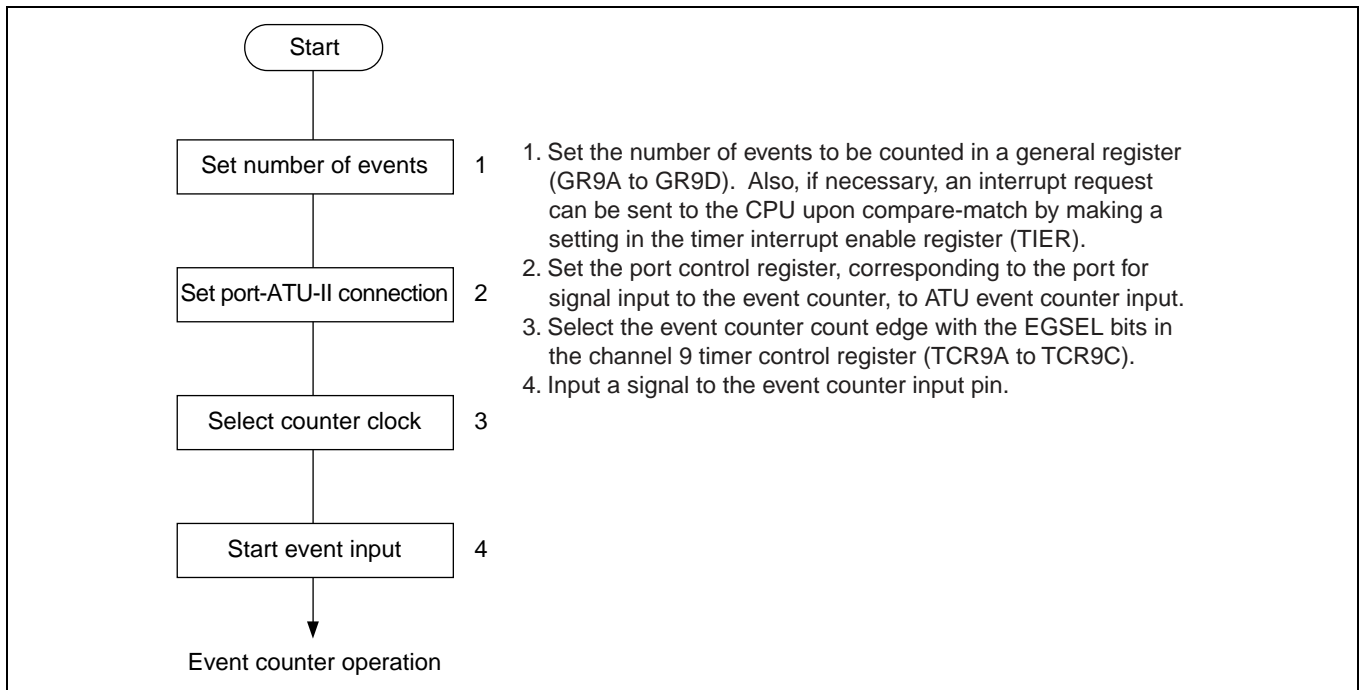 Start
Set number of events 1
Set port-ATU-II connection 2
Select counter clock 3
Start event input 4
Event counter operation
1. Set the number of events to be counted in a general register
(GR9A to GR9D).  Also, if necessary, an interrupt request
can be sent to the CPU upon compare-match by making a
setting in the timer interrupt enable register (TIER).
2. Set the port control register, corresponding to the port for
signal input to the event counter, to ATU event counter input.
3. Select the event counter count edge with the EGSEL bits in
the channel 9 timer control register (TCR9A to TCR9C).
4. Input a signal to the event counter input pin.